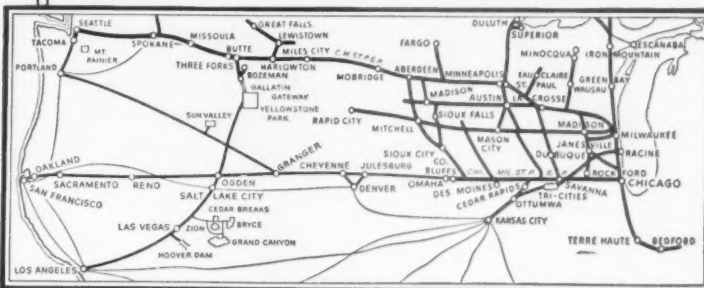 SEATTLE
TACOMA
MT. RAINIER
PORTLAND
SPOKANE
MISSOULA
BUTTE
THREE FORKS
BOZEMAN
GALLATIN GATEWAY
YELLOWSTONE PARK
GREAT FALLS
LEWISTOWN
MILES CITY
HARLOWTON
C.M.ST.P.& P.
MOBRIDGE
FARGO
ABERDEEN
MINNEAPOLIS
DULUTH
SUPERIOR
MINOCQUA
IRON MOUNTAIN
ESCANABA
EAU CLAIRE
ST. PAUL
WAUSAU
GREEN BAY
MADISON
AUSTIN
LA CROSSE
SUN VALLEY
RAPID CITY
MITCHELL
SIOUX FALLS
MASON CITY
MADISON
MILWAUKEE
JANESVILLE
RACINE
DUBUQUE
SIOUX CITY
OAKLAND
SAN FRANCISCO
SACRAMENTO
RENO
OGDEN
SALT LAKE CITY
GRANGER
CHEYENNE
JULESBURG
DENVER
CO. BLUFFS
OMAHA
CHI. MIL. ST. P.
DES MOINES
CEDAR RAPIDS
OTTUMWA
TRI-CITIES
SAVANNA
ROCKFORD
CHICAGO
KANSAS CITY
LAS VEGAS
CEDAR BREAKS
ZION
BRYCE
GRAND CANYON
HOOVER DAM
LOS ANGELES
TERRE HAUTE
BEDFORD